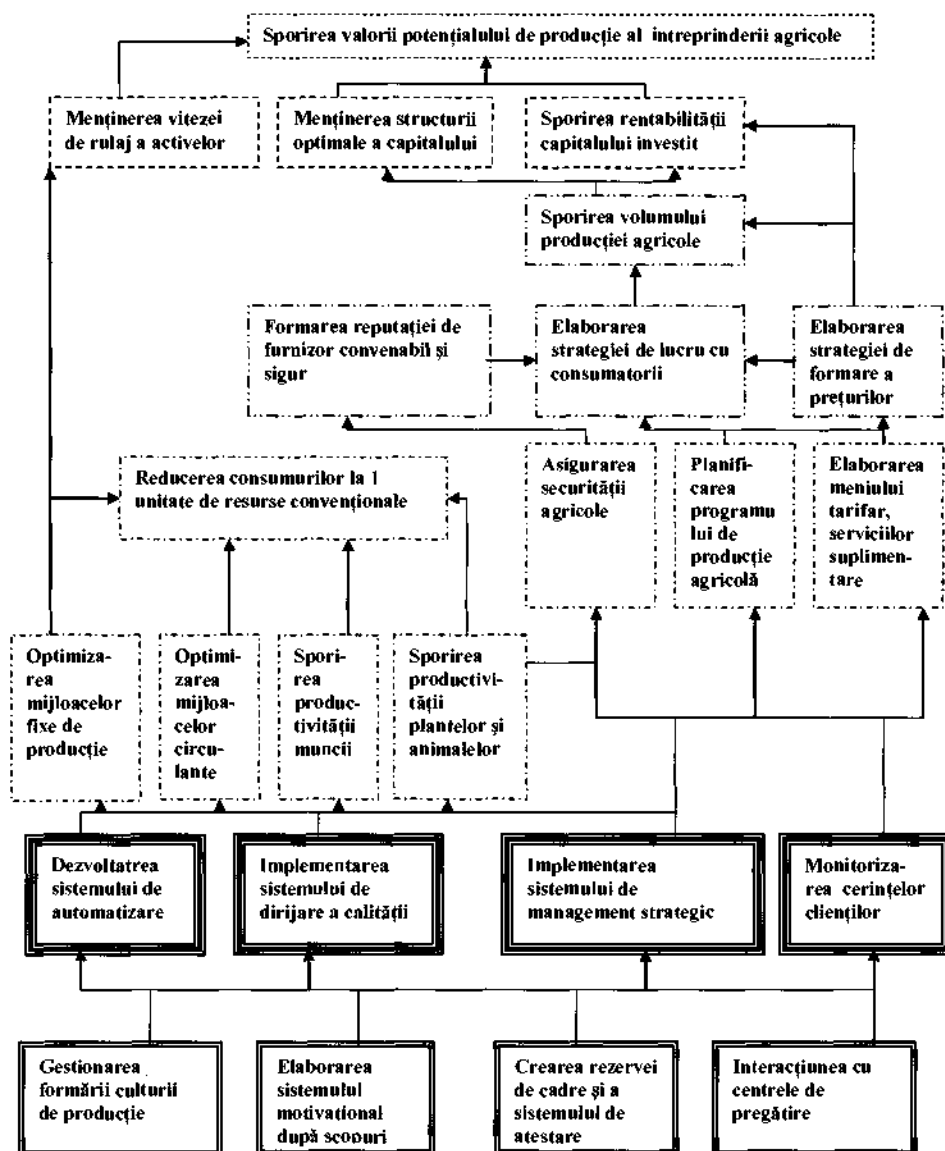 Sporirea valorii potențialului de producție al intreprinderii agricole
Menținerea vitezei
de rulaj a activelor
Menținerea structurii
optimale a capitalului
Sporirea rentabilității
capitalului investit
Sporirea volumului
producției agricole
Formarea reputației de
furnizor convenabil și
sigur
Elaborarea
strategiei de lucru cu
consumatorii
Elaborarea
strategiei de
formare a
prețurilor
Reducerea consumurilor la 1
unitate de resurse convenționale
Asigurarea
securității
agricole
Planifi-
carea
programu
lui de
producție
agricolă
Elaborarea
meniului
tarifar,
serviciilor
suplimen-
tare
Optimiza-
rea
mijloacelor
fixe de
producție
Optimi-
zarea
mijloa-
celor
circu-
lante
Spori-
rea
produc-
tivității
muncii
Sporirea
productivi-
tății
plantelor și
animalelor
Dezvoltatrea
sistemului de
automatizare
Implementarea
sistemului de
dirijare a calității
Implementarea
sistemului de
management strategic
Monitoriza-
rea cerințelor
clienților
Gestionarea
formării culturii
de producție
Elaborarea
sistemulul
motivațional
după scopuri
Crearea rezervei
de cadre și a
sistemului de
atestare
Interacțiunea cu
centrele de
pregătire